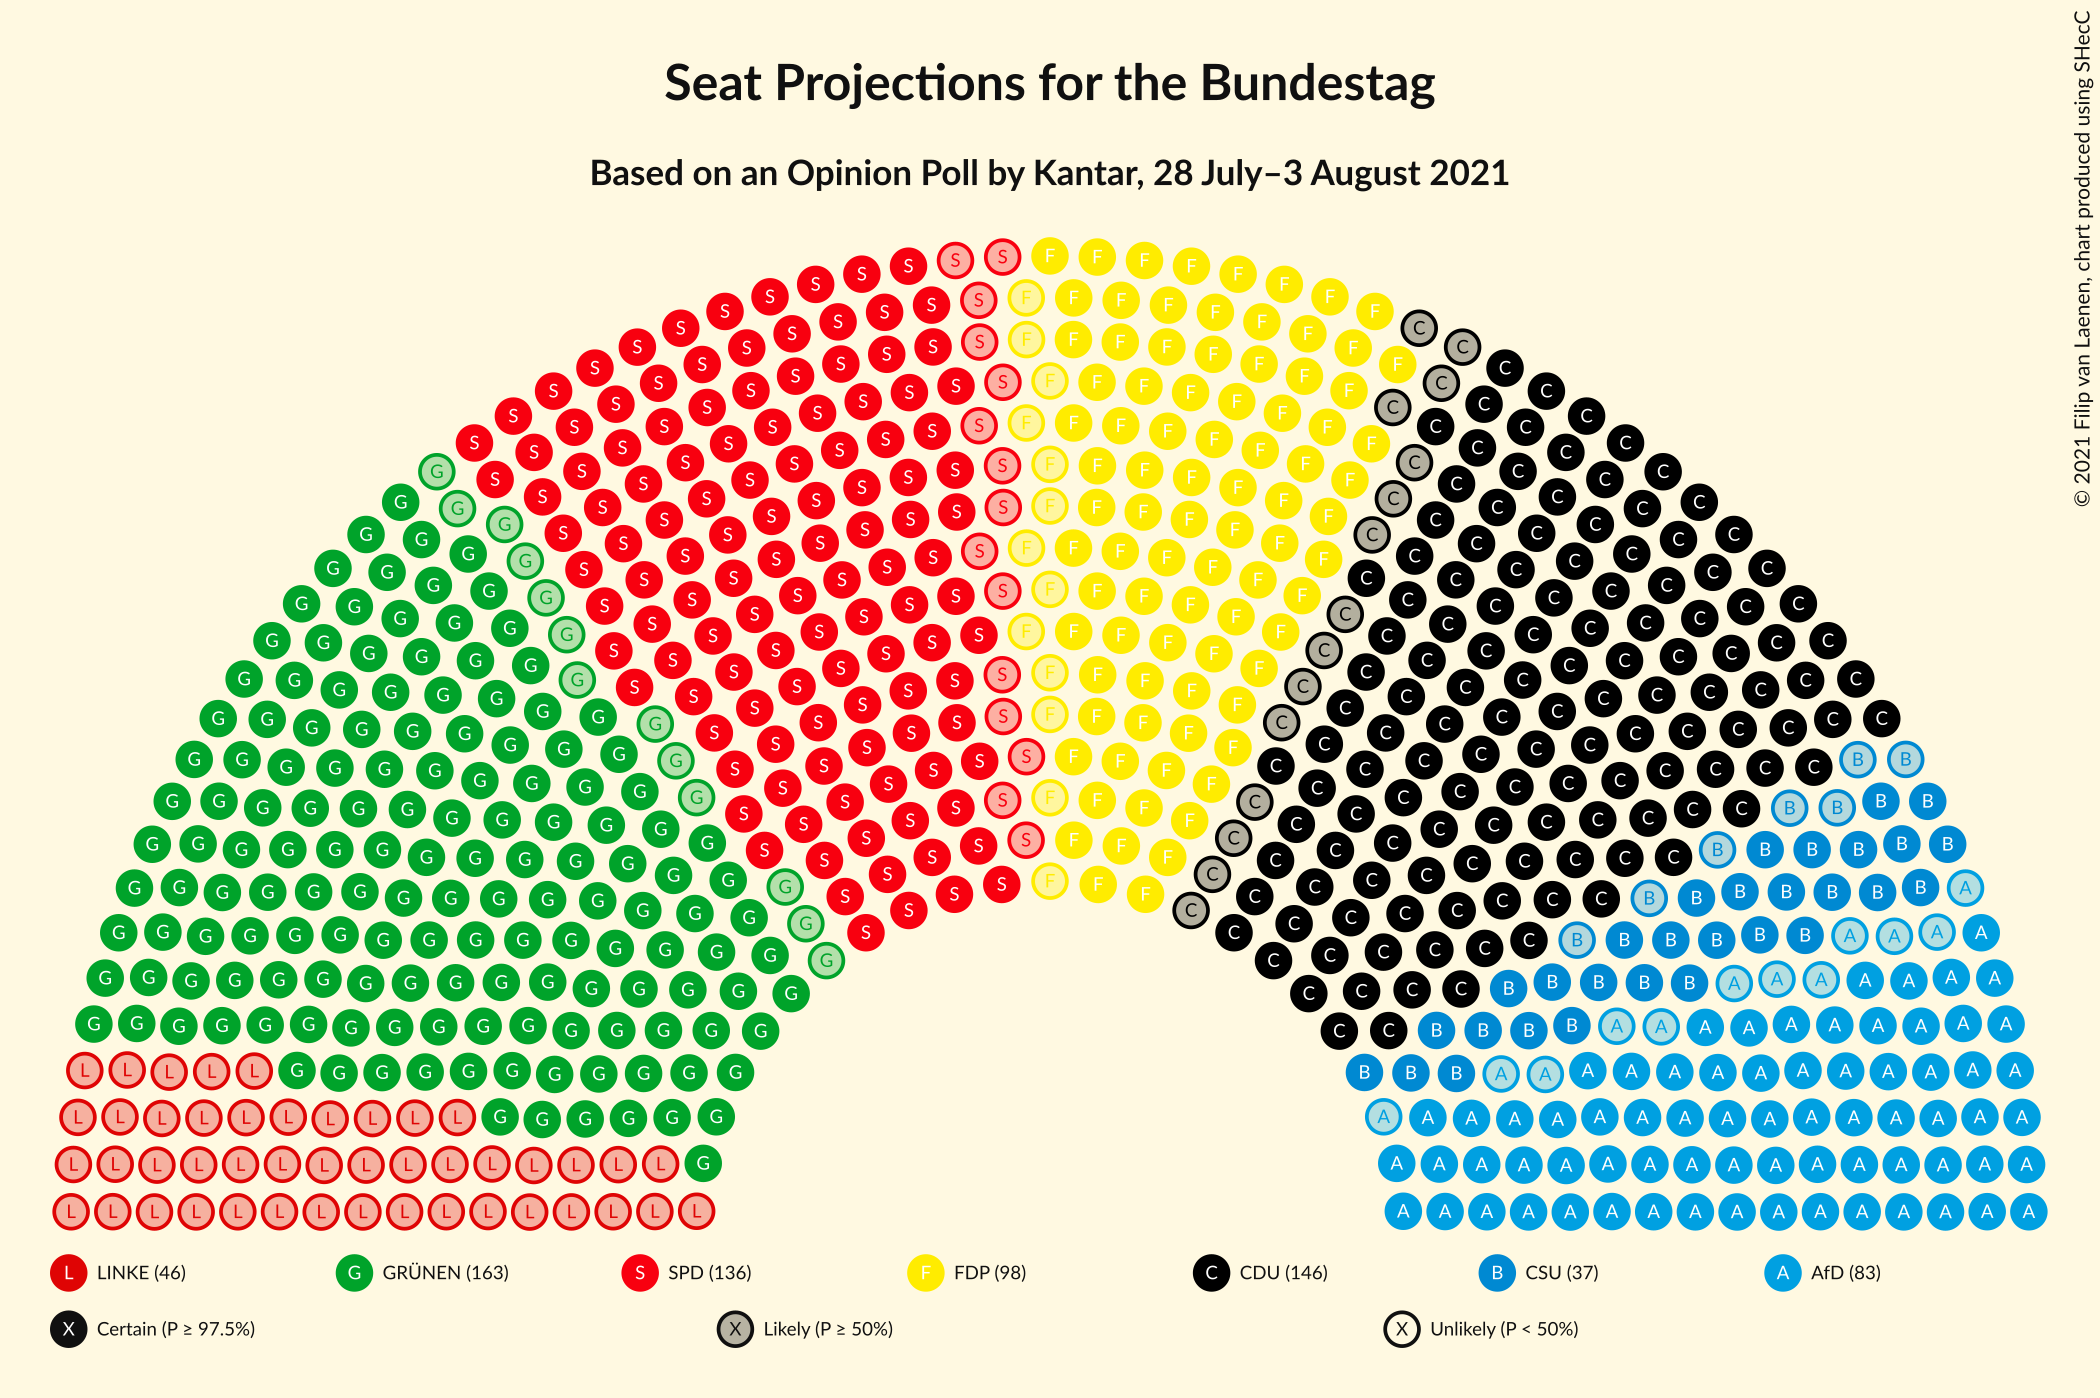 Seat Projections for the Bundestag
Based on an Opinion Poll by Kantar, 28 July–3 August 2021
© 2021 Filip van Laenen, chart produced using SHecC
L LINKE (46) G GRÜNEN (163) S SPD (136) F FDP (98) C CDU (146) B CSU (37) A AfD (83)
X Certain (P ≥ 97.5%) X Likely (P ≥ 50%) X Unlikely (P < 50%)